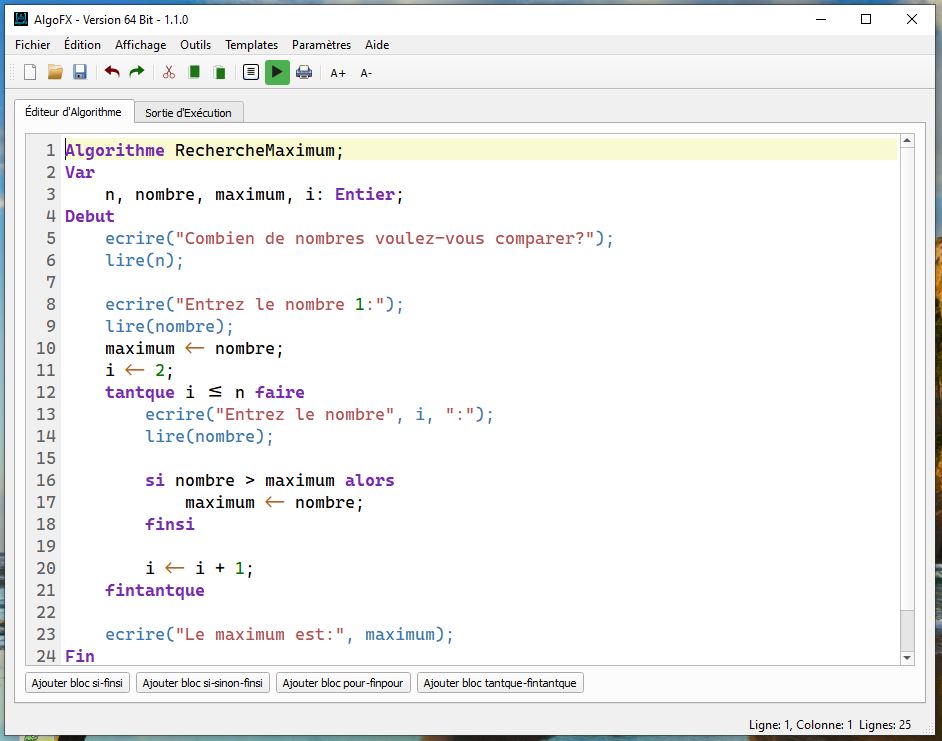 AlgoFX - Version 64 Bit - 1.1.0
Fichier Édition Affichage Outils Templates Paramètres Aide
A+ A-
Éditeur d'Algorithme Sortie d'Exécution
1 Algorithme RechercheMaximum;
2 Var
3 n, nombre, maximum, i: Entier;
4 Debut
5 ecrire("Combien de nombres voulez-vous comparer?");
6 lire(n);
7
8 ecrire("Entrez le nombre 1:");
9 lire(nombre);
10 maximum ← nombre;
11 i ← 2;
12 tantque i ≤ n faire
13 ecrire("Entrez le nombre", i, ":");
14 lire(nombre);
15
16 si nombre > maximum alors
17 maximum ← nombre;
18 finsi
19
20 i ← i + 1;
21 fintantque
22
23 ecrire("Le maximum est:", maximum);
24 Fin
Ajouter bloc si-finsi Ajouter bloc si-sinon-finsi Ajouter bloc pour-finpour Ajouter bloc tantque-fintantque
Ligne: 1, Colonne: 1 Lignes: 25